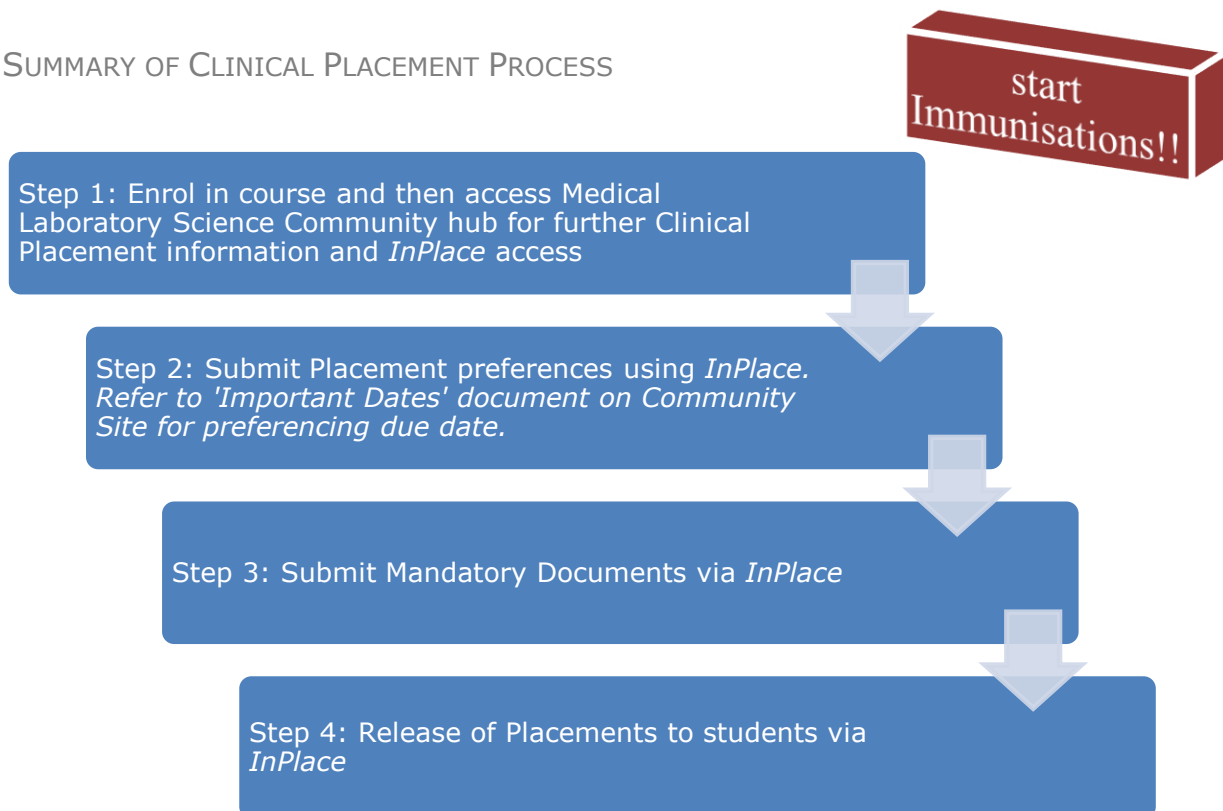 SUMMARY OF CLINICAL PLACEMENT PROCESS
start
Immunisations!!
Step 1: Enrol in course and then access Medical
Laboratory Science Community hub for further Clinical
Placement information and InPlace access
Step 2: Submit Placement preferences using InPlace.
Refer to 'Important Dates' document on Community
Site for preferencing due date.
Step 3: Submit Mandatory Documents via InPlace
Step 4: Release of Placements to students via
InPlace